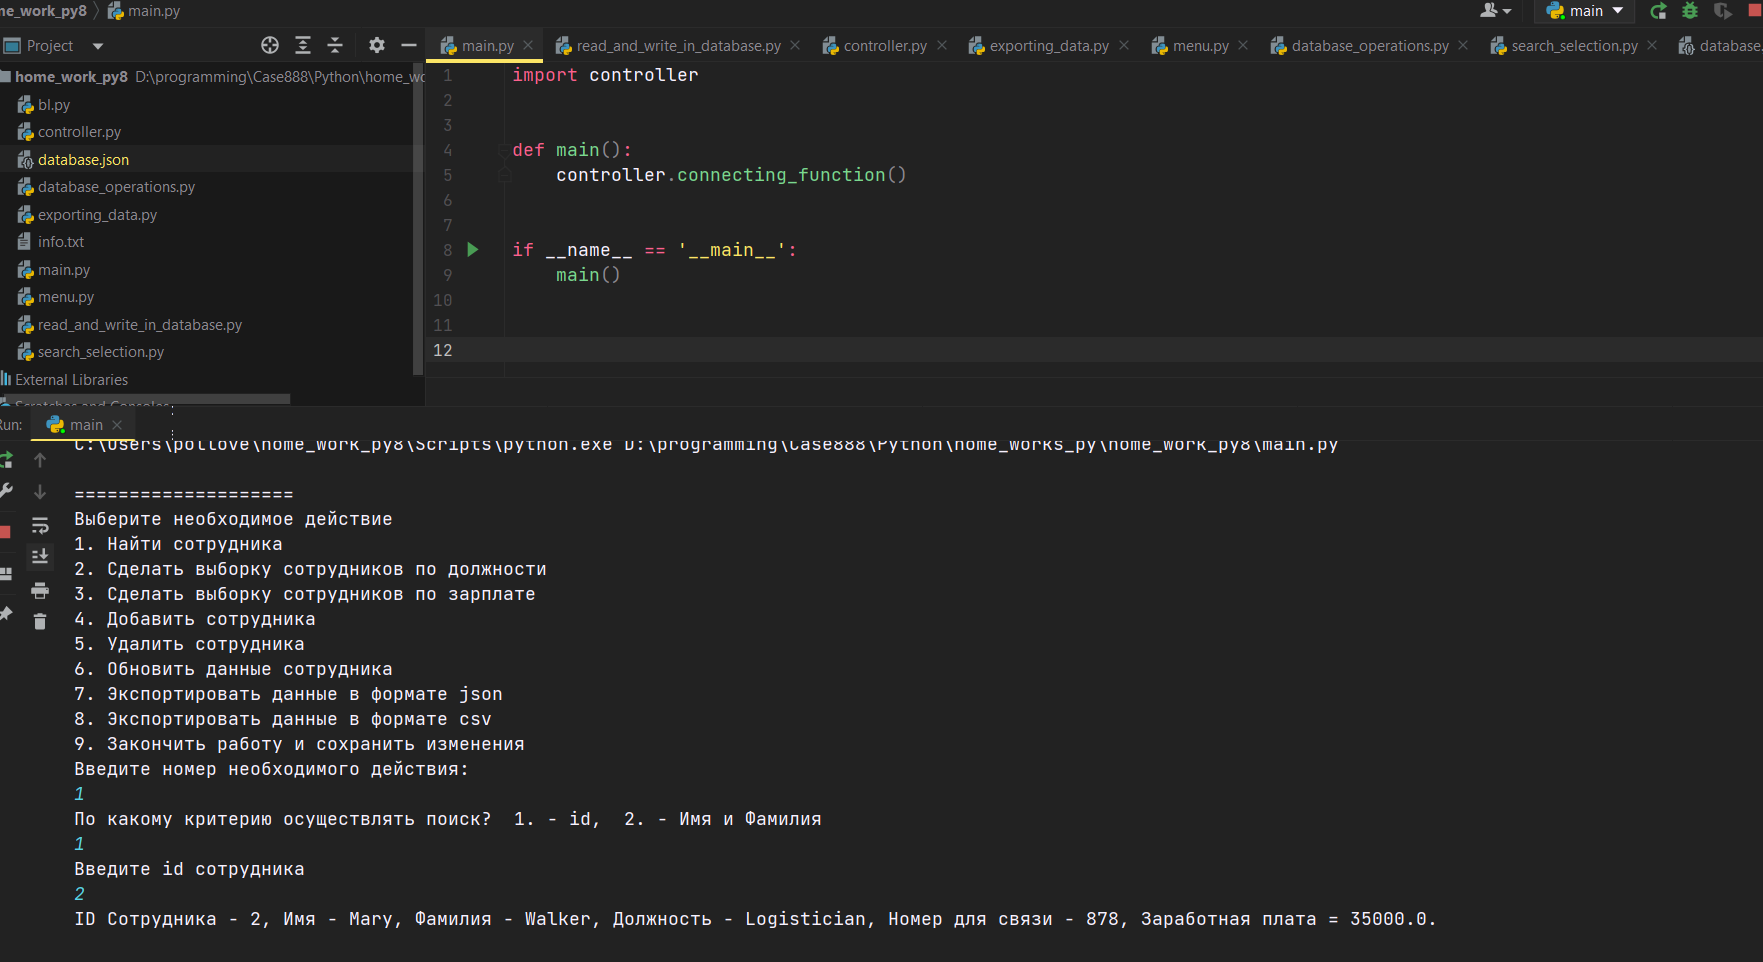 me_work_py8 〉 main.py
main
Project
main.py
read_and_write_in_database.py
controller.py
exporting_data.py
menu.py
database_operations.py
search_selection.py
database.
home_work_py8 D:\programming\Case888\Python\home_wo
bl.py
controller.py
database.json
database_operations.py
exporting_data.py
info.txt
main.py
menu.py
read_and_write_in_database.py
search_selection.py
External Libraries
Scratches and Consoles
1 import controller
2
3
4 def main():
5 controller.connecting_function()
6
7
8 if __name__ == '__main__':
9 main()
10
11
12
Run: main
C:\Users\potlove\home_work_py8\Scripts\python.exe D:\programming\Case888\Python\home_works_py\home_work_py8\main.py
====================
Выберите необходимое действие
1. Найти сотрудника
2. Сделать выборку сотрудников по должности
3. Сделать выборку сотрудников по зарплате
4. Добавить сотрудника
5. Удалить сотрудника
6. Обновить данные сотрудника
7. Экспортировать данные в формате json
8. Экспортировать данные в формате csv
9. Закончить работу и сохранить изменения
Введите номер необходимого действия:
1
По какому критерию осуществлять поиск?  1. - id,  2. - Имя и Фамилия
1
Введите id сотрудника
2
ID Сотрудника - 2, Имя - Mary, Фамилия - Walker, Должность - Logistician, Номер для связи - 878, Заработная плата = 35000.0.